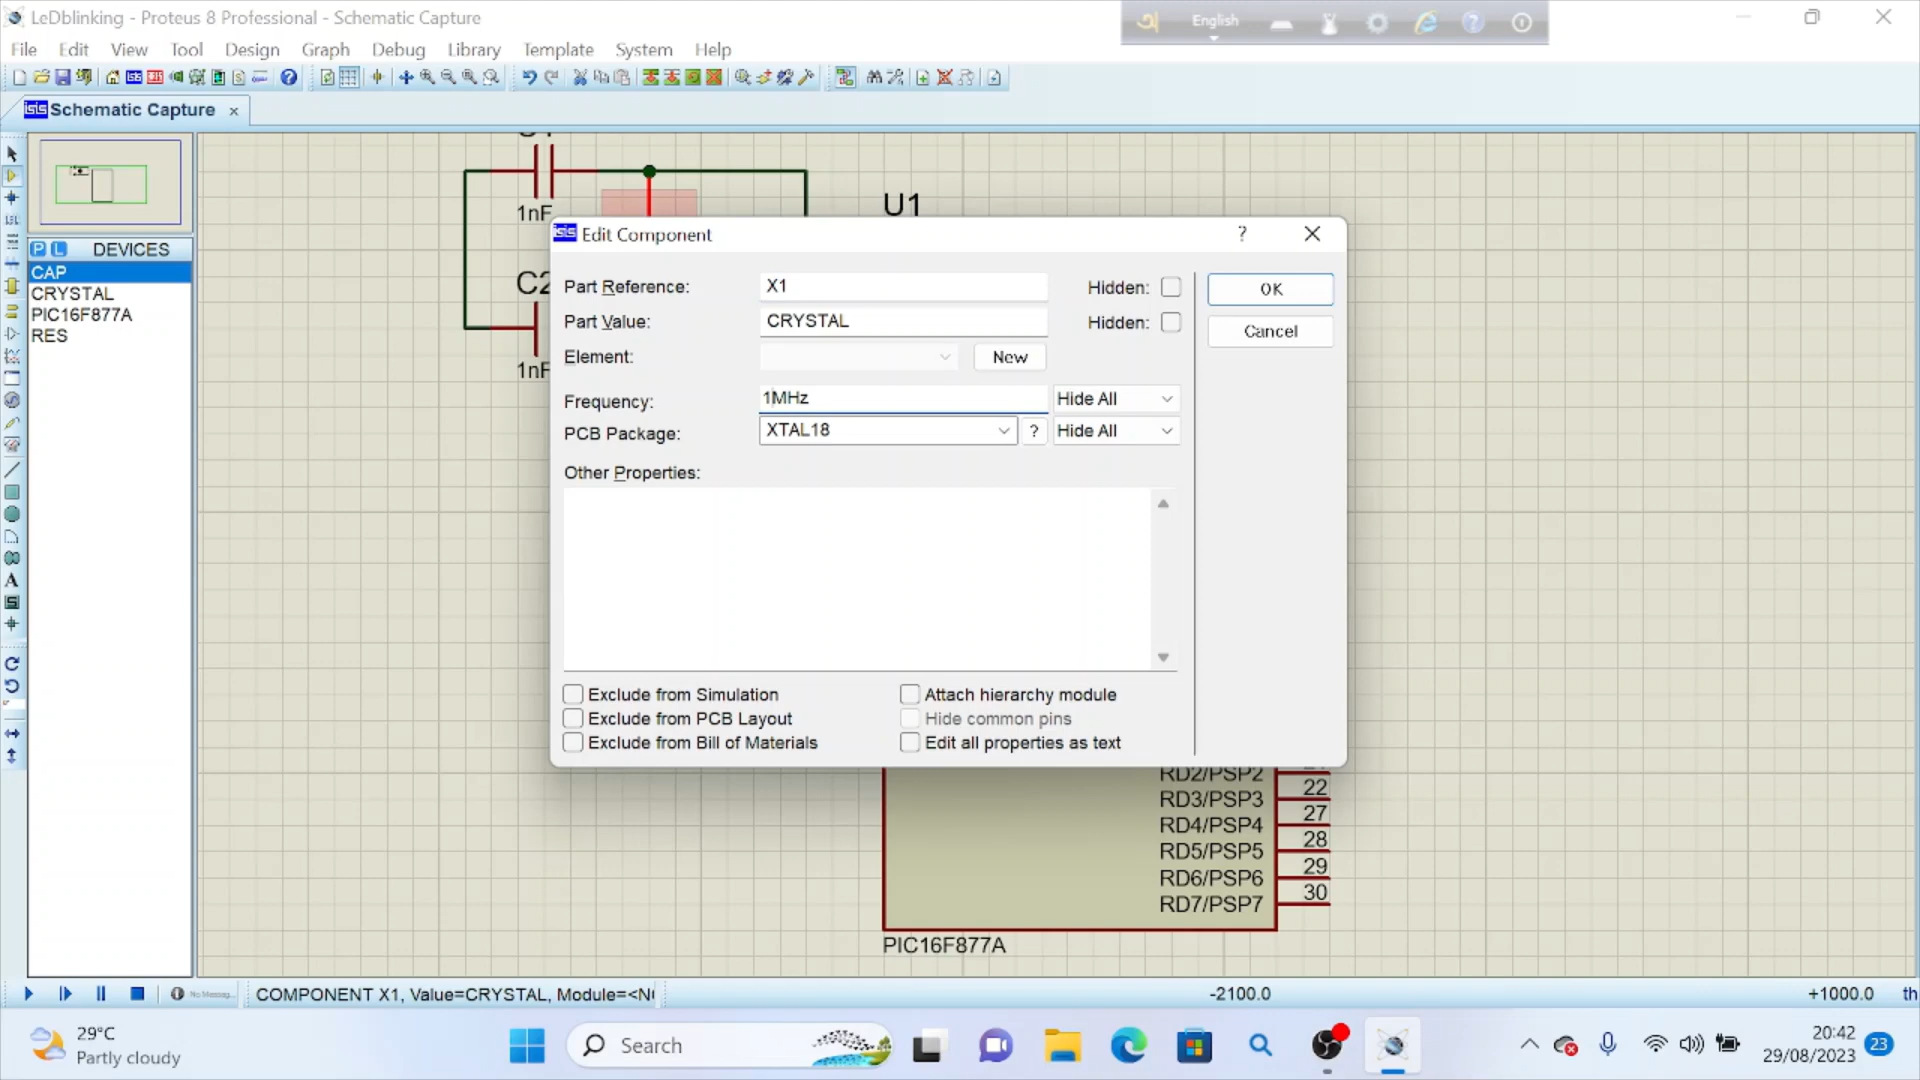 LeDblinking - Proteus 8 Professional - Schematic Capture
English
File Edit View Tool Design Graph Debug Library Template System Help
Schematic Capture
U1
1nF
C2
1nF
P L DEVICES
CAP
CRYSTAL
PIC16F877A
RES
Edit Component
Part Reference: X1 Hidden: OK
Part Value: CRYSTAL Hidden: Cancel
Element: New
Frequency: 1MHz Hide All
PCB Package: XTAL18 ? Hide All
Other Properties:
Exclude from Simulation Attach hierarchy module
Exclude from PCB Layout Hide common pins
Exclude from Bill of Materials Edit all properties as text
RD2/PSP2
RD3/PSP3 22
RD4/PSP4 27
RD5/PSP5 28
RD6/PSP6 29
RD7/PSP7 30
PIC16F877A
No Messag...
COMPONENT X1, Value=CRYSTAL, Module=<N
-2100.0 +1000.0 th
29°C
Partly cloudy
Search
20:42
29/08/2023
23